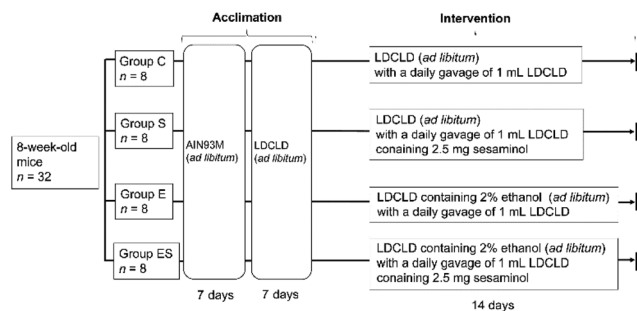 Acclimation
Intervention
8-week-old
mice
n = 32
Group C
n = 8
Group S
n = 8
Group E
n = 8
Group ES
n = 8
AIN93M
(ad libitum)
LDCLD
(ad libitum)
7 days
7 days
LDCLD (ad libitum)
with a daily gavage of 1 mL LDCLD
LDCLD (ad libitum)
with a daily gavage of 1 mL LDCLD
conaining 2.5 mg sesaminol
LDCLD containing 2% ethanol (ad libitum)
with a daily gavage of 1 mL LDCLD
LDCLD containing 2% ethanol (ad libitum)
with a daily gavage of 1 mL LDCLD
conaining 2.5 mg sesaminol
14 days